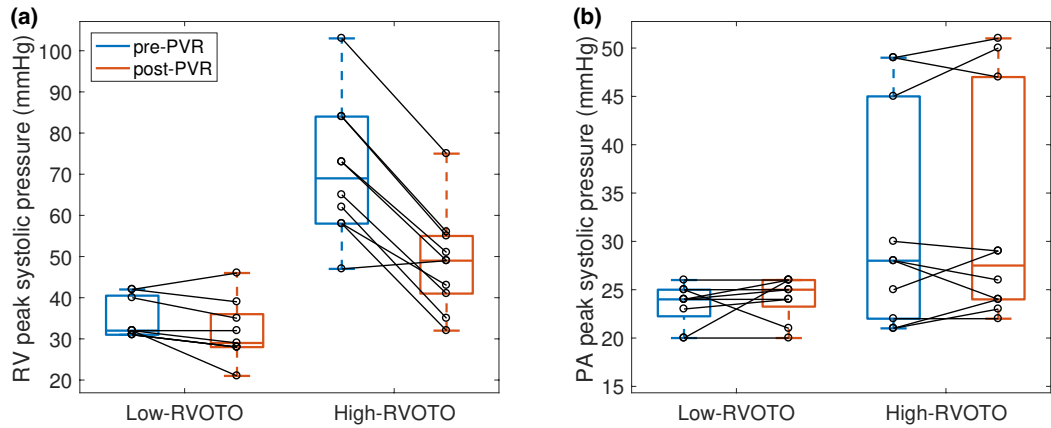 (a)
RV peak systolic pressure (mmHg)
100
90
80
70
60
50
40
30
20
pre-PVR
post-PVR
Low-RVOTO
High-RVOTO
(b)
PA peak systolic pressure (mmHg)
50
45
40
35
30
25
20
15
Low-RVOTO
High-RVOTO